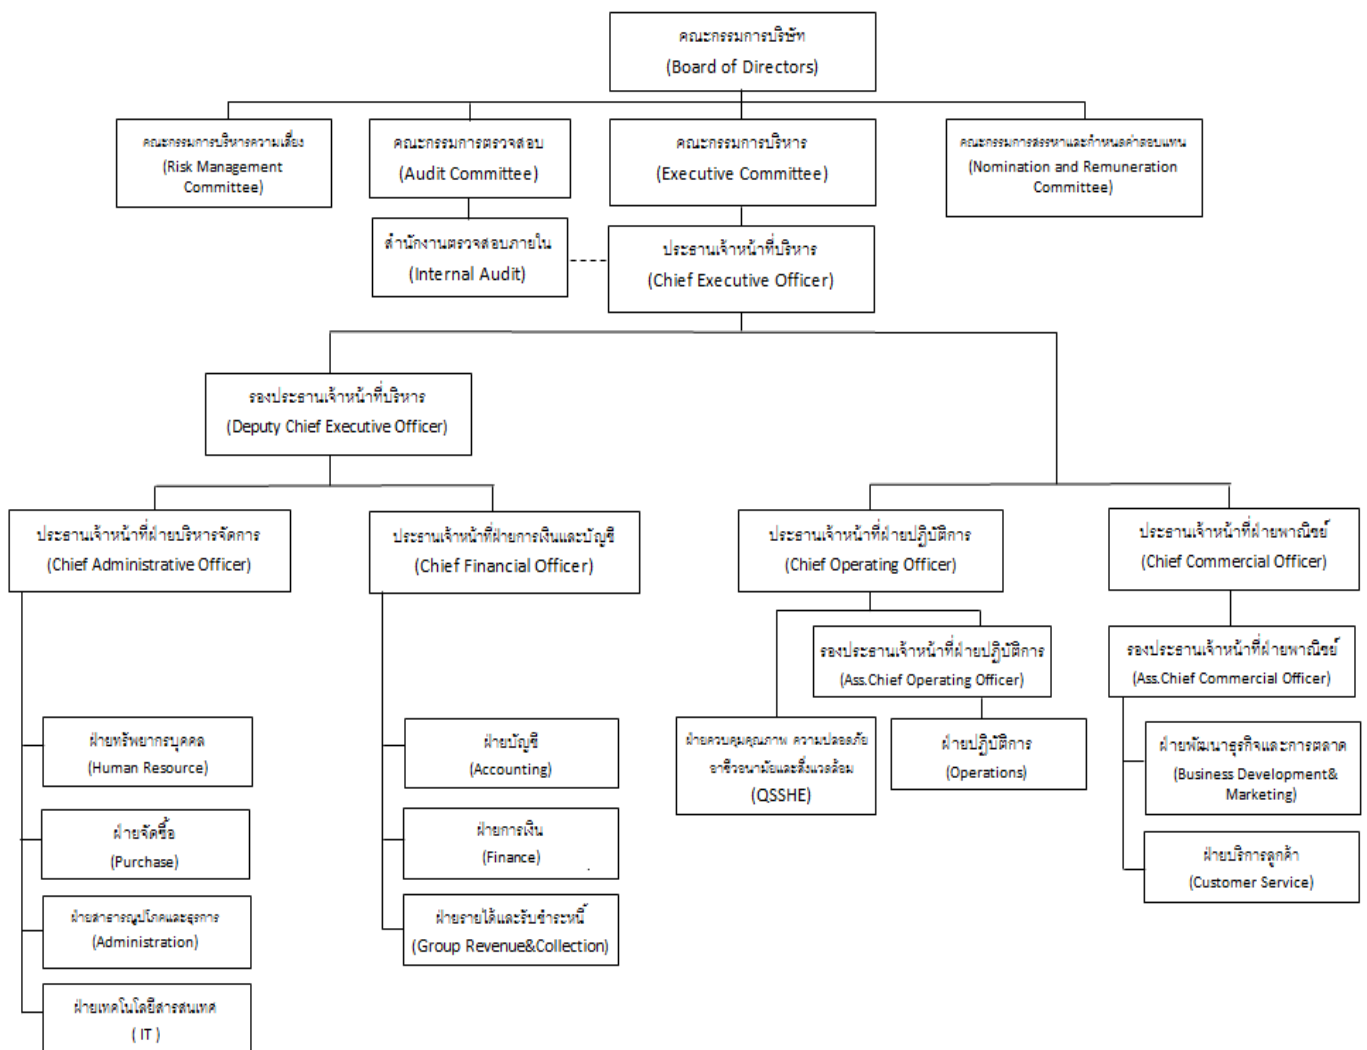 คณะกรรมการบริษัท
(Board of Directors)
คณะกรรมการบริหารความเสี่ยง
(Risk Management
Committee)
คณะกรรมการตรวจสอบ
(Audit Committee)
คณะกรรมการบริหาร
(Executive Committee)
คณะกรรมการสรรหาและกำหนดค่าตอบแทน
(Nomination and Remuneration
Committee)
สำนักงานตรวจสอบภายใน
(Internal Audit)
ประธานเจ้าหน้าที่บริหาร
(Chief Executive Officer)
รองประธานเจ้าหน้าที่บริหาร
(Deputy Chief Executive Officer)
ประธานเจ้าหน้าที่ฝ่ายบริหารจัดการ
(Chief Administrative Officer)
ประธานเจ้าหน้าที่ฝ่ายการเงินและบัญชี
(Chief Financial Officer)
ประธานเจ้าหน้าที่ฝ่ายปฏิบัติการ
(Chief Operating Officer)
ประธานเจ้าหน้าที่ฝ่ายพาณิชย์
(Chief Commercial Officer)
รองประธานเจ้าหน้าที่ฝ่ายปฏิบัติการ
(Ass.Chief Operating Officer)
รองประธานเจ้าหน้าที่ฝ่ายพาณิชย์
(Ass.Chief Commercial Officer)
ฝ่ายทรัพยากรบุคคล
(Human Resource)
ฝ่ายจัดซื้อ
(Purchase)
ฝ่ายสาธารณูปโภคและธุรการ
(Administration)
ฝ่ายเทคโนโลยีสารสนเทศ
( IT )
ฝ่ายบัญชี
(Accounting)
ฝ่ายการเงิน
(Finance)
ฝ่ายรายได้และรับชำระหนี้
(Group Revenue&Collection)
ฝ่ายควบคุมคุณภาพ ความปลอดภัย
อาชีวอนามัยและสิ่งแวดล้อม
(QSSHE)
ฝ่ายปฏิบัติการ
(Operations)
ฝ่ายพัฒนาธุรกิจและการตลาด
(Business Development&
Marketing)
ฝ่ายบริการลูกค้า
(Customer Service)